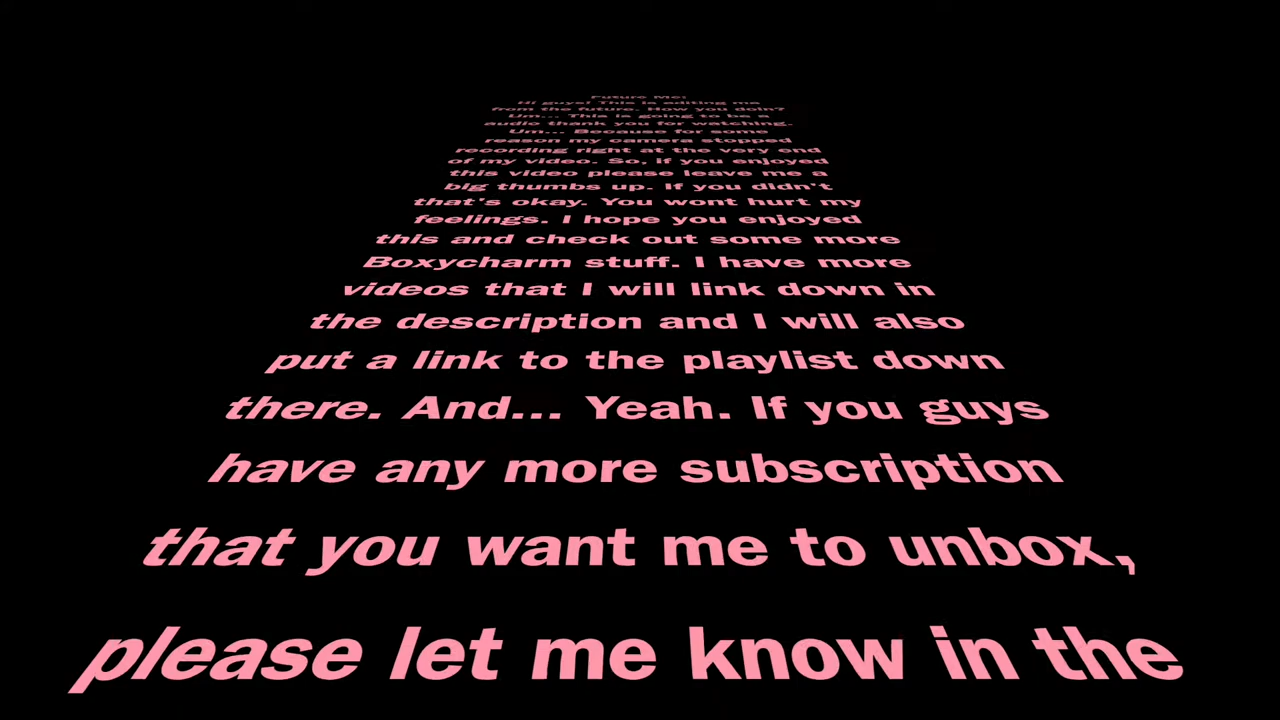 Future Me:
Hi guys! This is editing me
from the future. How you doin?
Um... This is going to be a
audio thank you for watching.
Um... Because for some
reason my camera stopped
recording right at the very end
of my video. So, if you enjoyed
this video please leave me a
big thumbs up. If you didn't
that's okay. You wont hurt my
feelings. I hope you enjoyed
this and check out some more
Boxycharm stuff. I have more
videos that I will link down in
the description and I will also
put a link to the playlist down
there. And... Yeah. If you guys
have any more subscription
that you want me to unbox,
please let me know in the